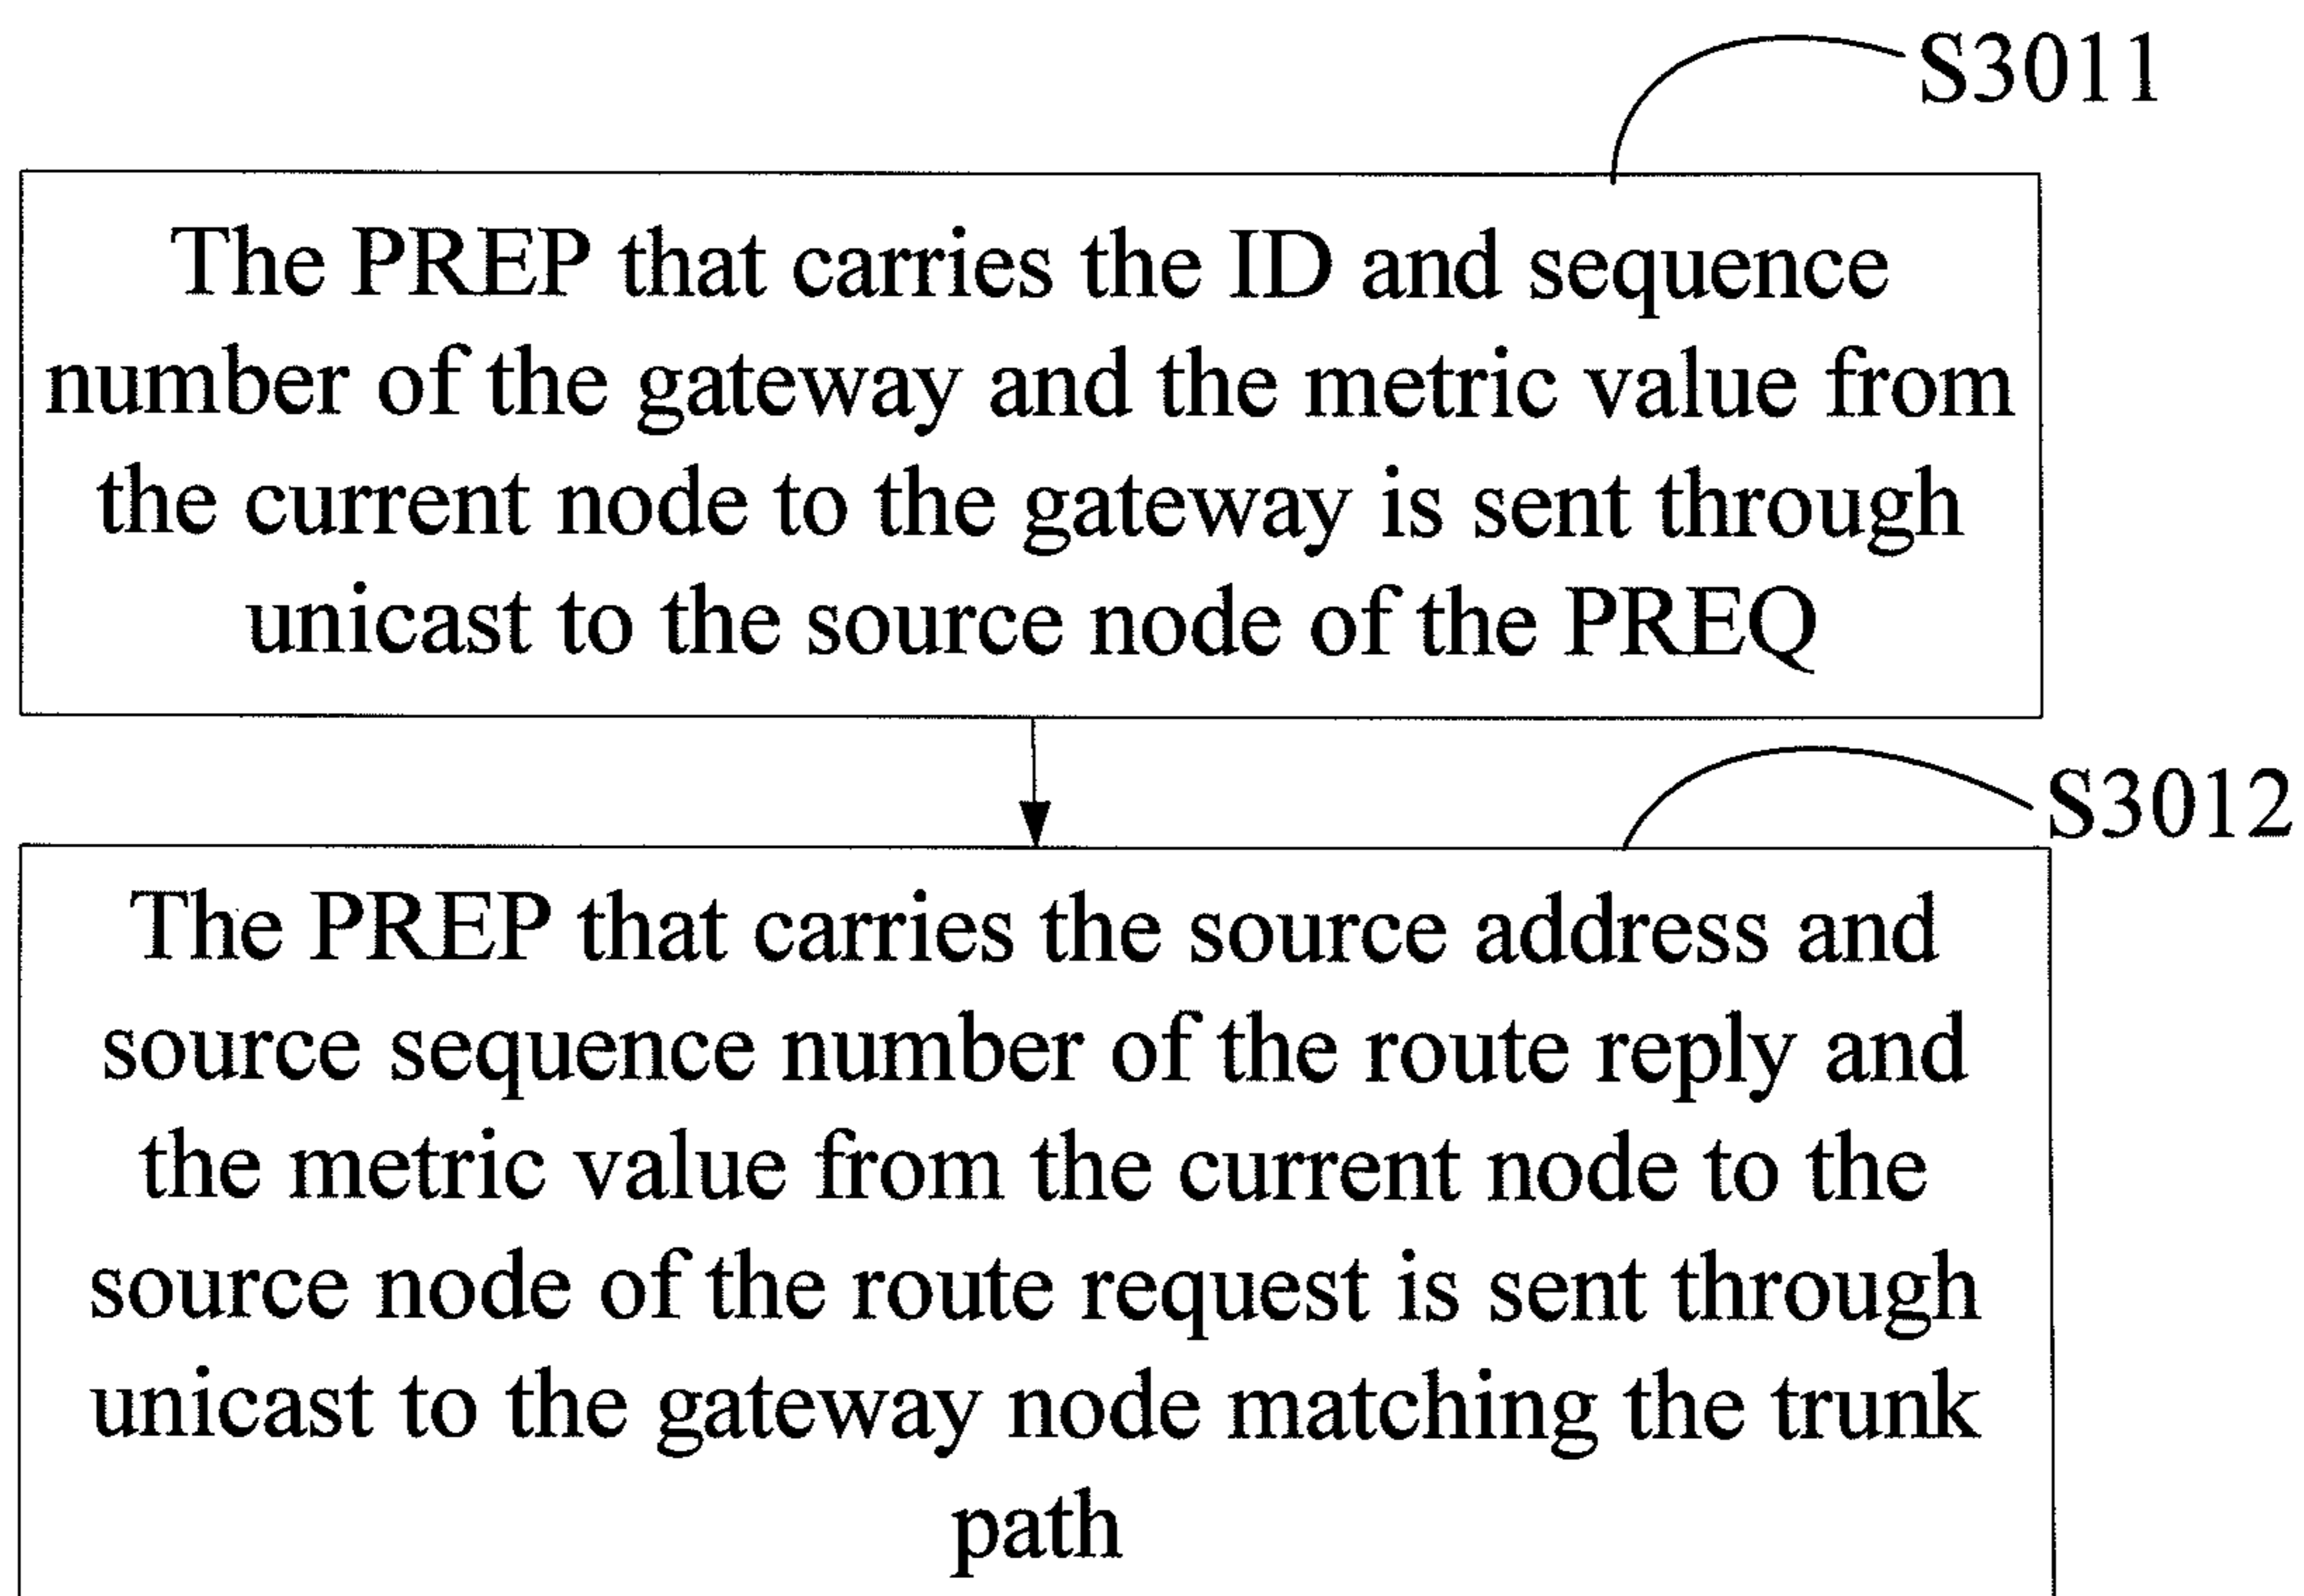 S3011
The PREP that carries the ID and sequence
number of the gateway and the metric value from
the current node to the gateway is sent through
unicast to the source node of the PREQ
S3012
The PREP that carries the source address and
source sequence number of the route reply and
the metric value from the current node to the
source node of the route request is sent through
unicast to the gateway node matching the trunk
path